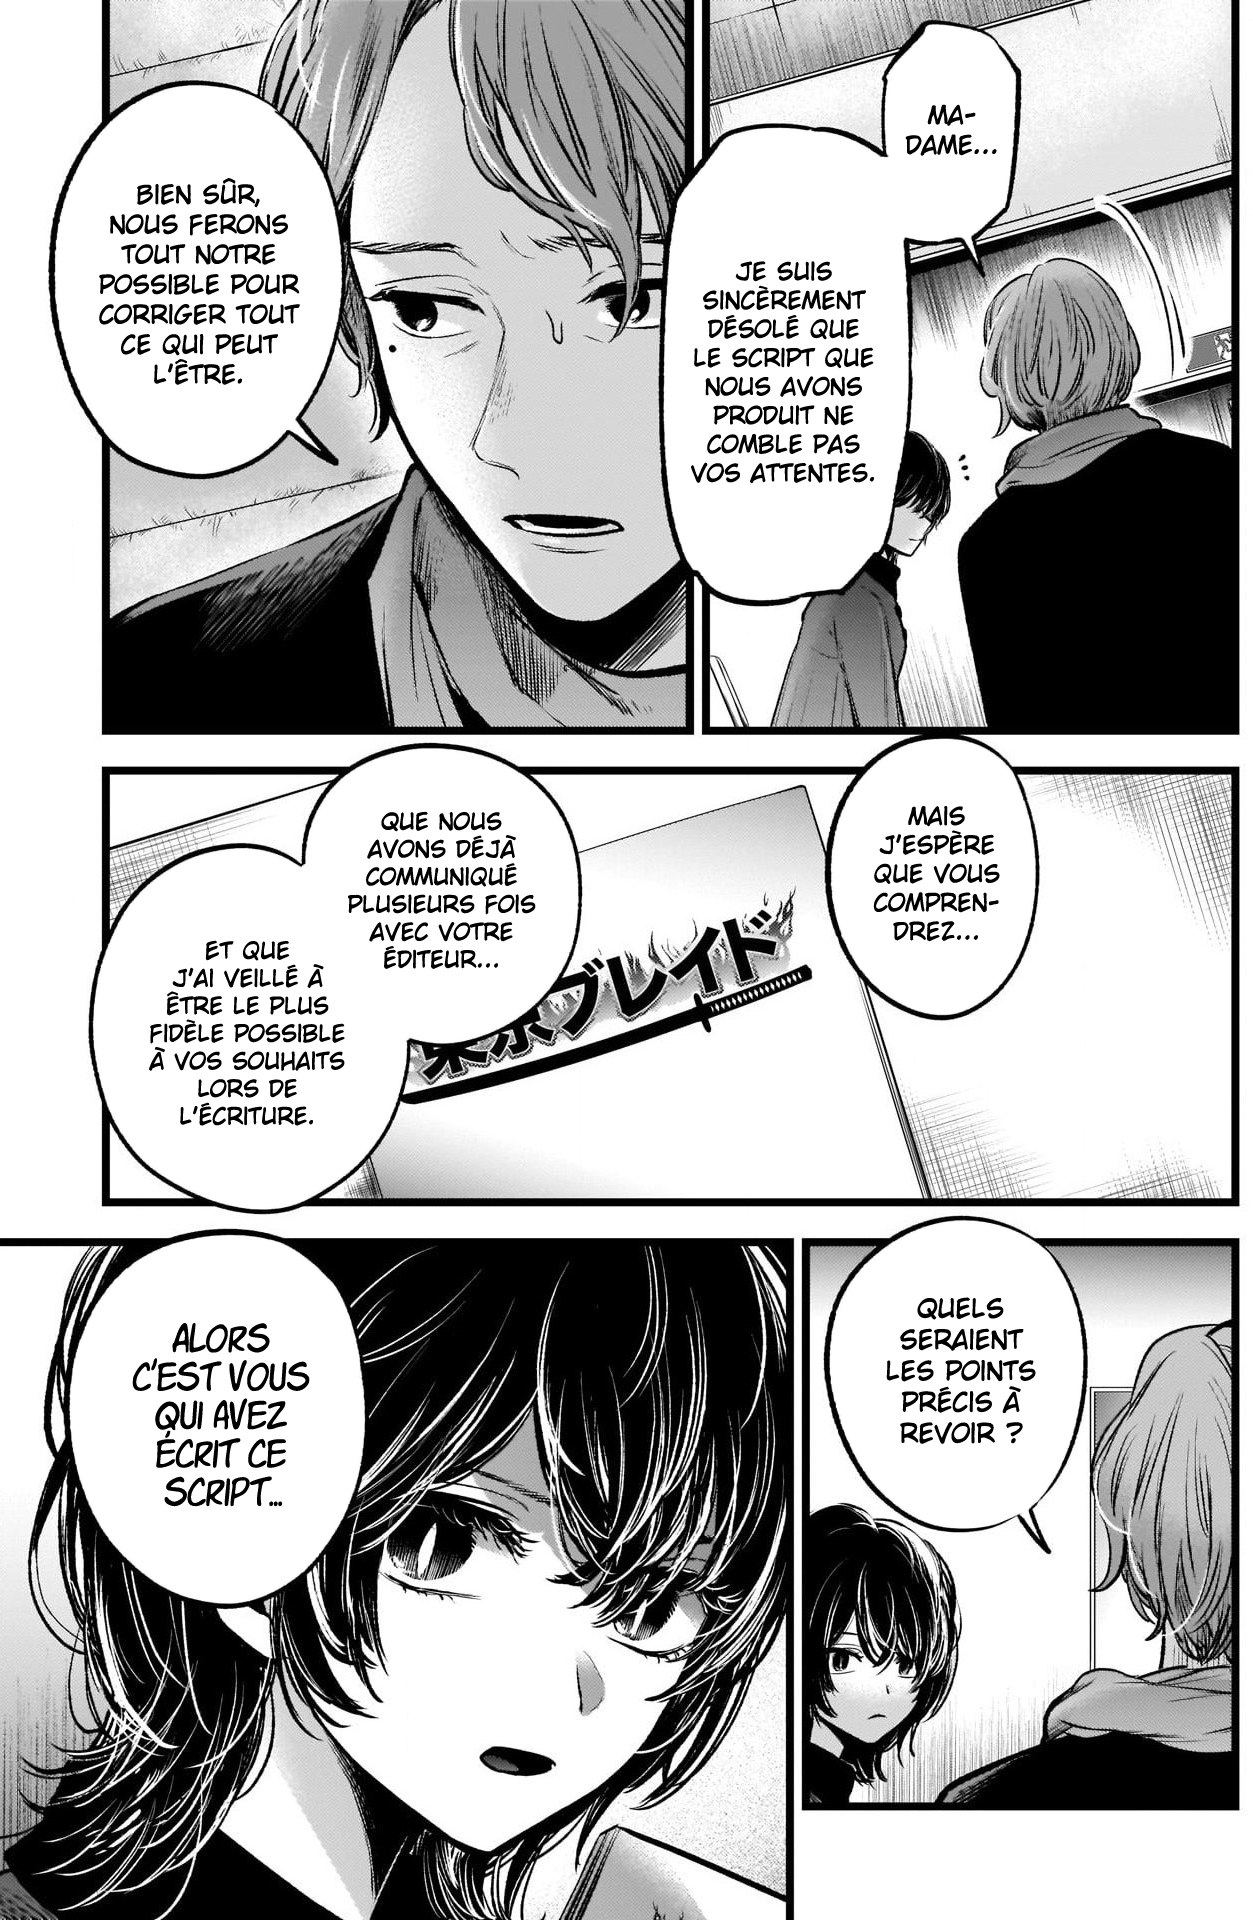 MA-
DAME...
JE SUIS
SINCÈREMENT
DÉSOLÉ QUE
LE SCRIPT QUE
NOUS AVONS
PRODUIT NE
COMBLE PAS
VOS ATTENTES.
BIEN SÛR,
NOUS FERONS
TOUT NOTRE
POSSIBLE POUR
CORRIGER TOUT
CE QUI PEUT
L'ÊTRE.
MAIS
J'ESPÈRE
QUE VOUS
COMPREN-
DREZ...
QUE NOUS
AVONS DÉJÀ
COMMUNIQUÉ
PLUSIEURS FOIS
AVEC VOTRE
ÉDITEUR...
東京ブレイド
ET QUE
J'AI VEILLÉ À
ÊTRE LE PLUS
FIDÈLE POSSIBLE
À VOS SOUHAITS
LORS DE
L'ÉCRITURE.
QUELS
SERAIENT
LES POINTS
PRÉCIS À
REVOIR ?
ALORS
C'EST VOUS
QUI AVEZ
ÉCRIT CE
SCRIPT...